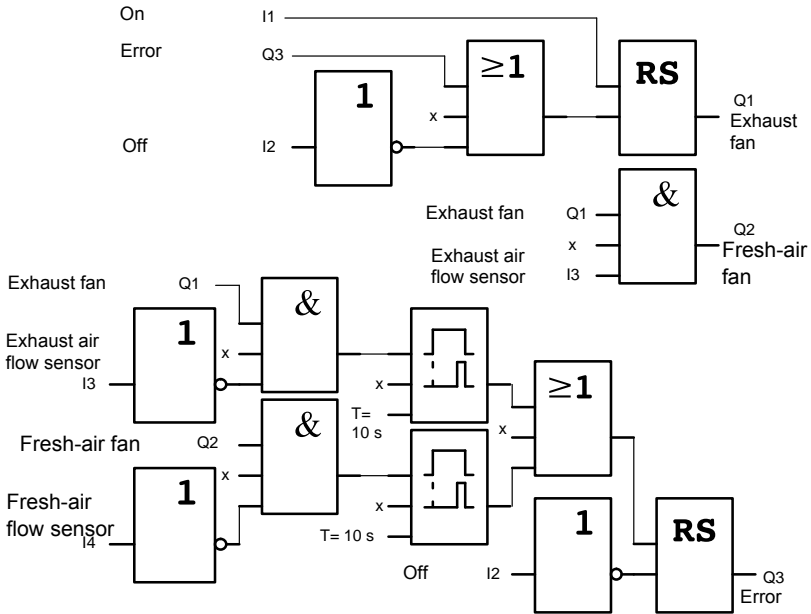 On I1
Error Q3
Off I2
1
x
≥1
RS
Q1
Exhaust
fan
Exhaust fan Q1
x
Exhaust air
flow sensor I3
&
Q2
Fresh-air
fan
Exhaust fan Q1
Exhaust air
flow sensor
I3
1
x
&
x
T=
10 s
Fresh-air fan Q2
x
Fresh-air
flow sensor
I4
1
&
x
T= 10 s
x
≥1
Off I2
1
RS
Q3
Error